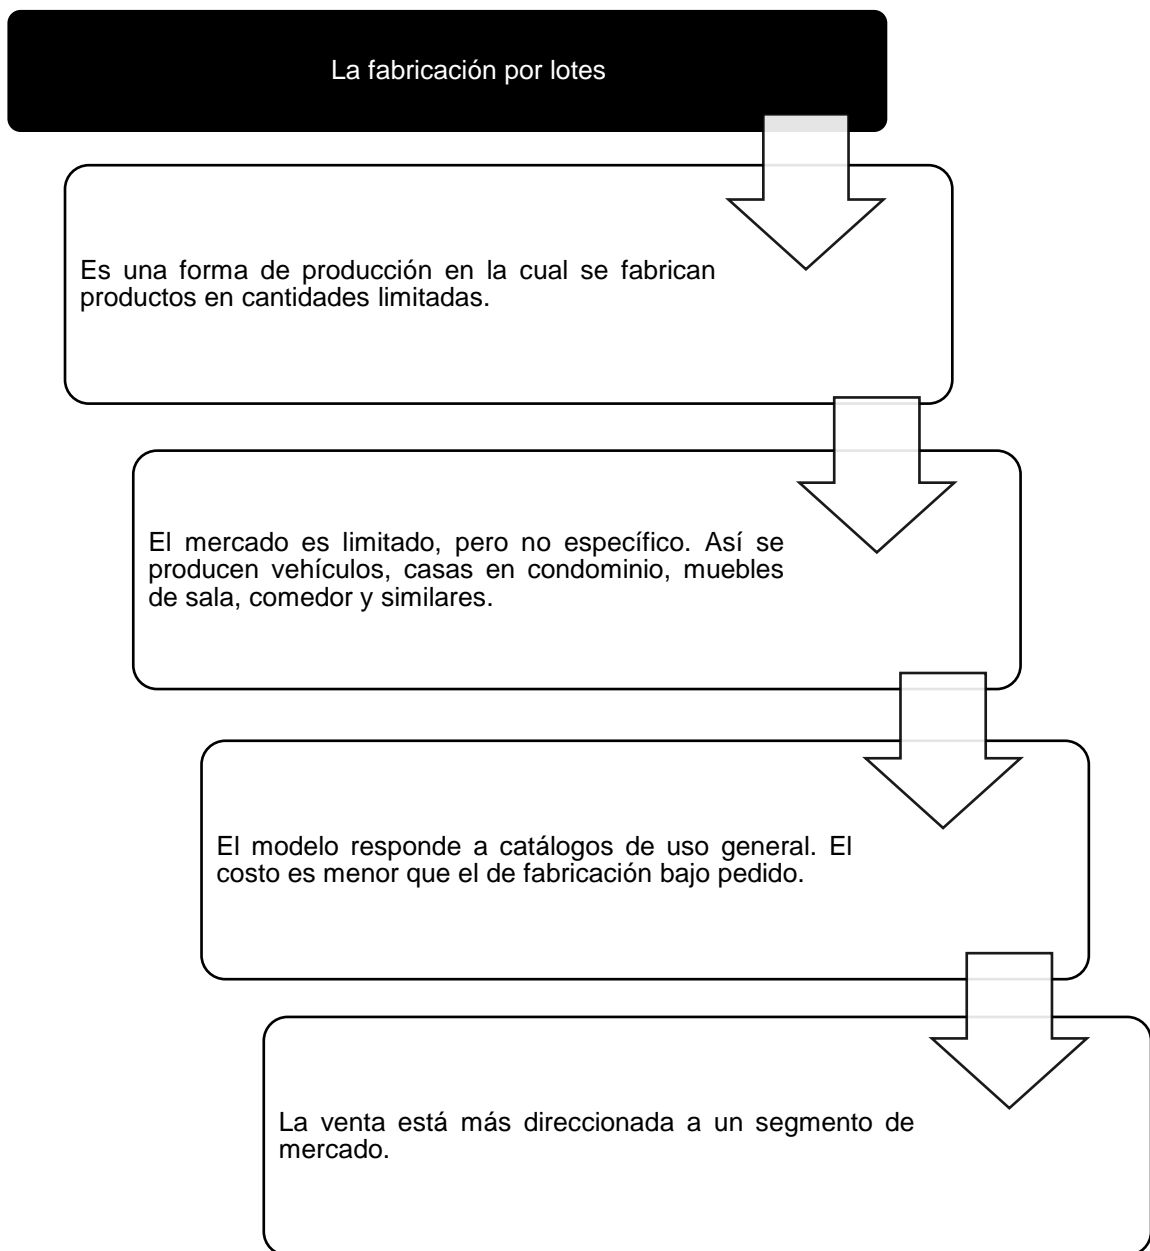 La fabricación por lotes
Es una forma de producción en la cual se fabrican
productos en cantidades limitadas.
El mercado es limitado, pero no específico. Así se
producen vehículos, casas en condominio, muebles
de sala, comedor y similares.
El modelo responde a catálogos de uso general. El
costo es menor que el de fabricación bajo pedido.
La venta está más direccionada a un segmento de
mercado.